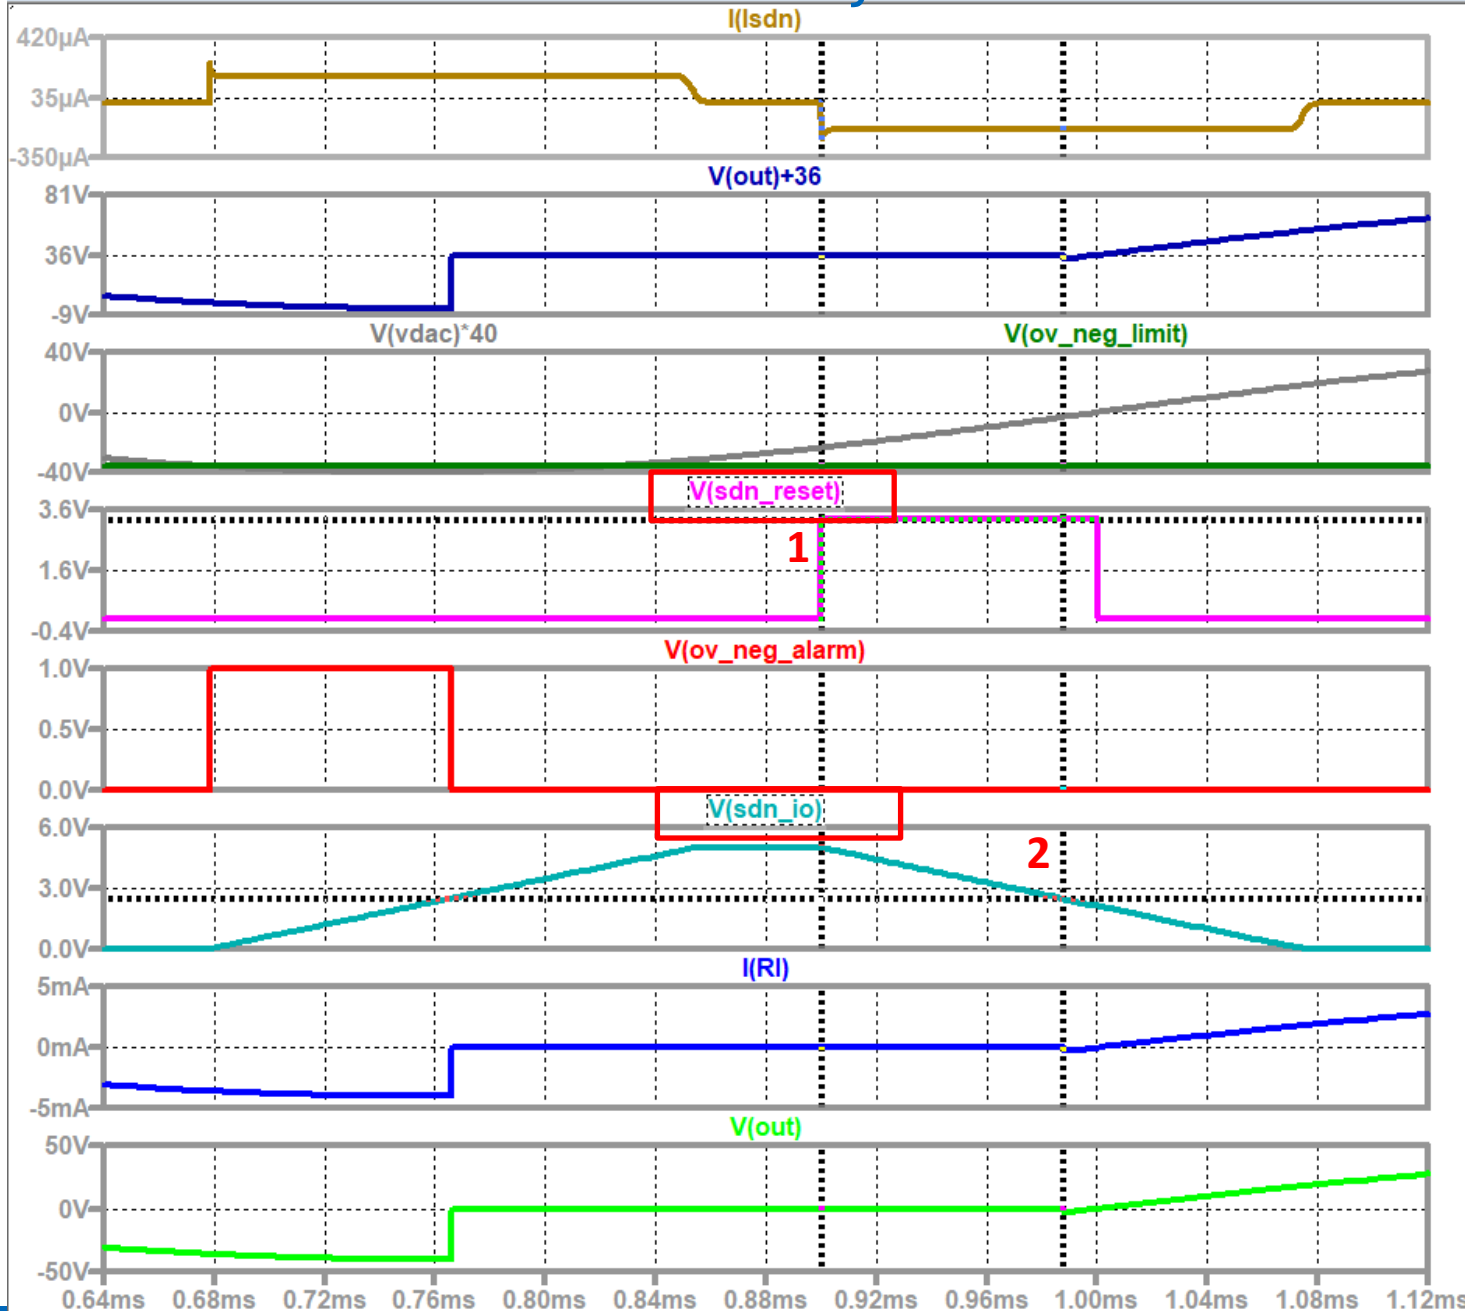 I(Isdn)
420µA
35µA
-350µA
V(out)+36
81V
36V
-9V
V(vdac)*40 V(ov_neg_limit)
40V
0V
-40V
V(sdn_reset)
3.6V
1
1.6V
-0.4V
V(ov_neg_alarm)
1.0V
0.5V
0.0V
V(sdn_io)
6.0V
2
3.0V
0.0V
I(Rl)
5mA
0mA
-5mA
V(out)
50V
0V
-50V
0.64ms 0.68ms 0.72ms 0.76ms 0.80ms 0.84ms 0.88ms 0.92ms 0.96ms 1.00ms 1.04ms 1.08ms 1.12ms